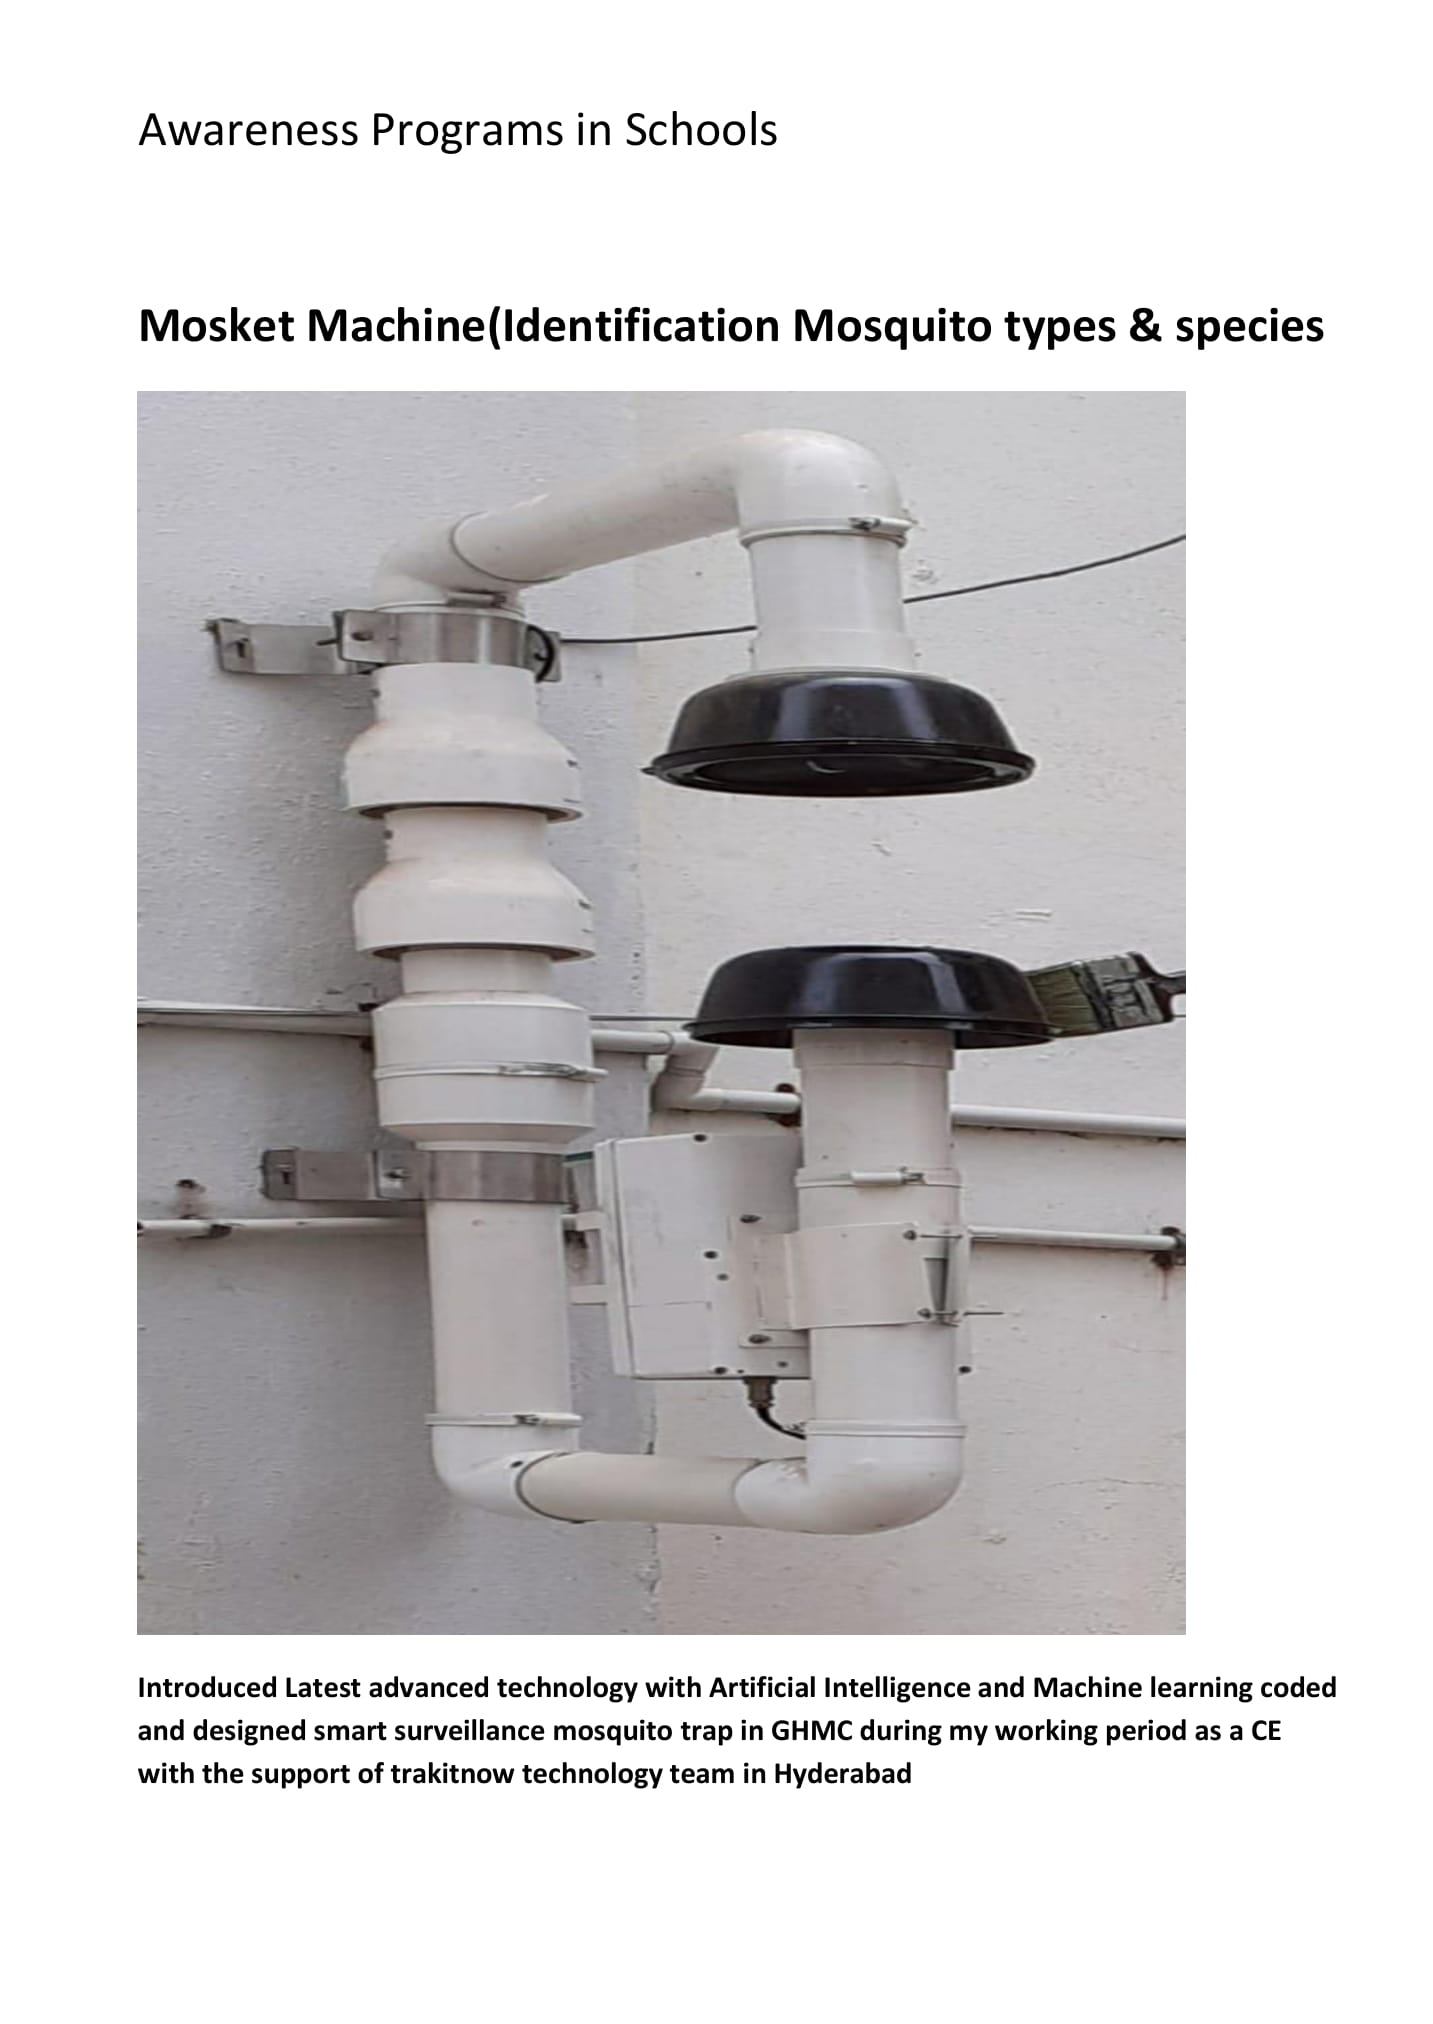 Awareness Programs in Schools
Mosket Machine(Identification Mosquito types & species
Introduced Latest advanced technology with Artificial Intelligence and Machine learning coded
and designed smart surveillance mosquito trap in GHMC during my working period as a CE
with the support of trakitnow technology team in Hyderabad